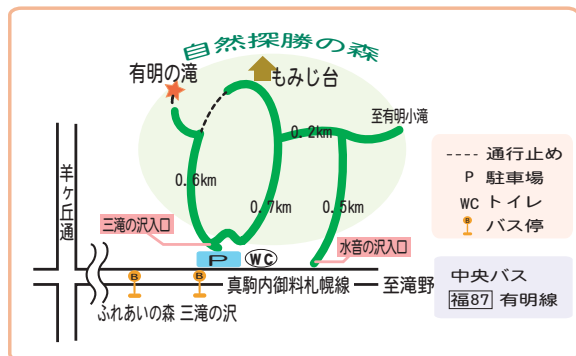 自然探勝の森
有明の滝
もみじ台
至有明小滝
0.2km
0.6km
0.7km
0.5km
三滝の沢入口
水音の沢入口
P
WC
羊ヶ丘通
B
B
真駒内御料札幌線
至滝野
ふれあいの森
三滝の沢
---- 通行止め
P 駐車場
WC トイレ
B バス停
中央バス
福87 有明線